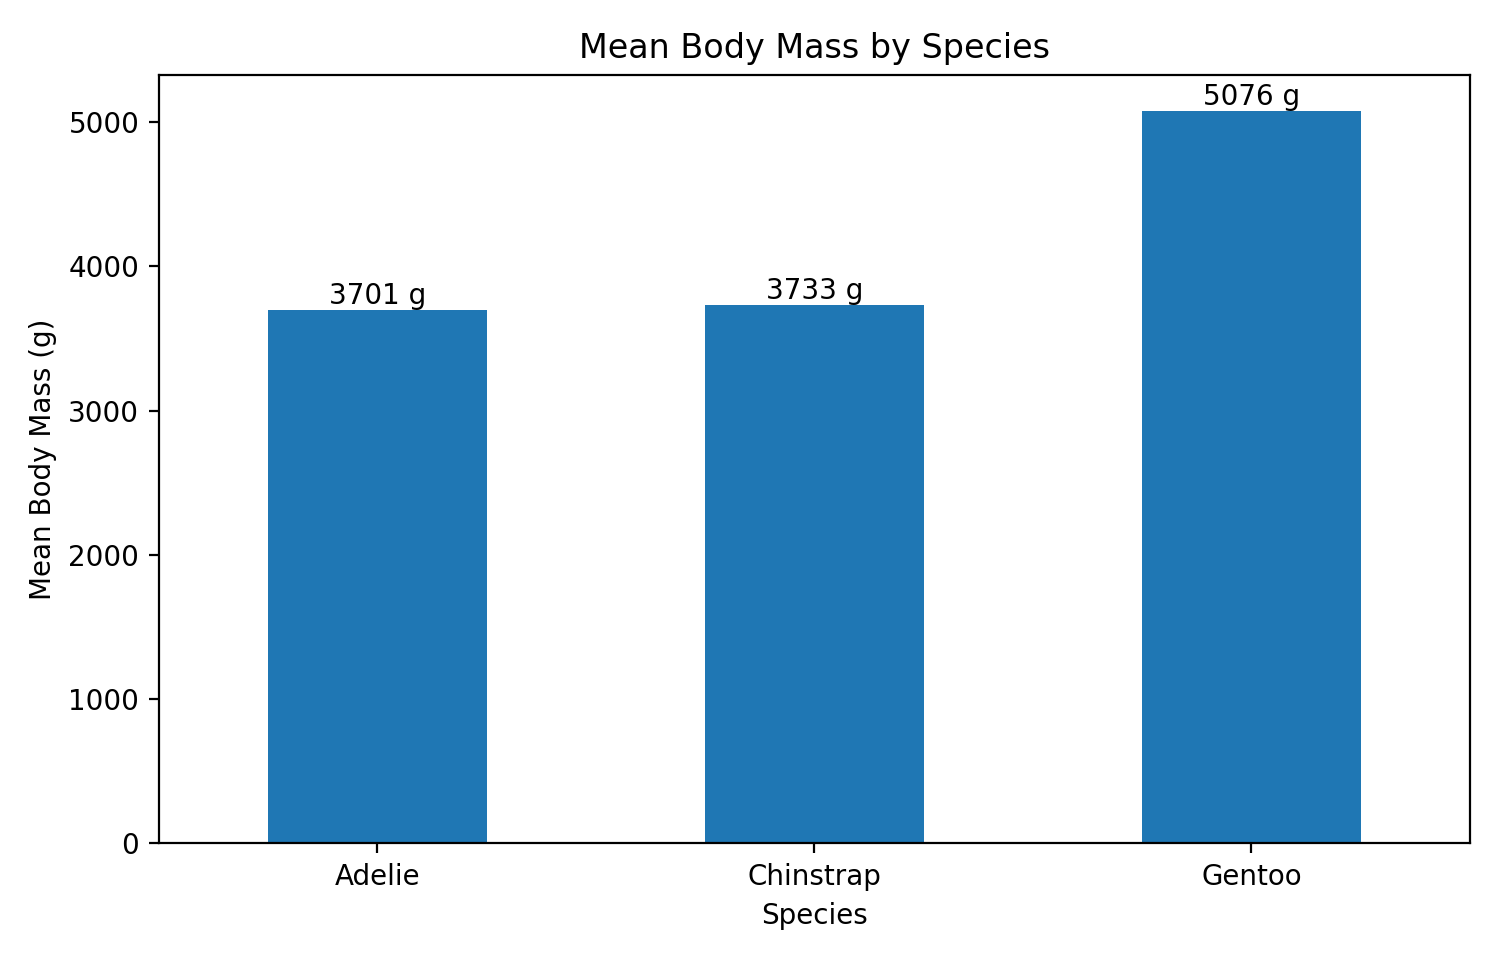 Mean Body Mass by Species
5076 g
5000
4000
3701 g
3733 g
3000
2000
1000
0
Mean Body Mass (g)
Adelie
Chinstrap
Gentoo
Species